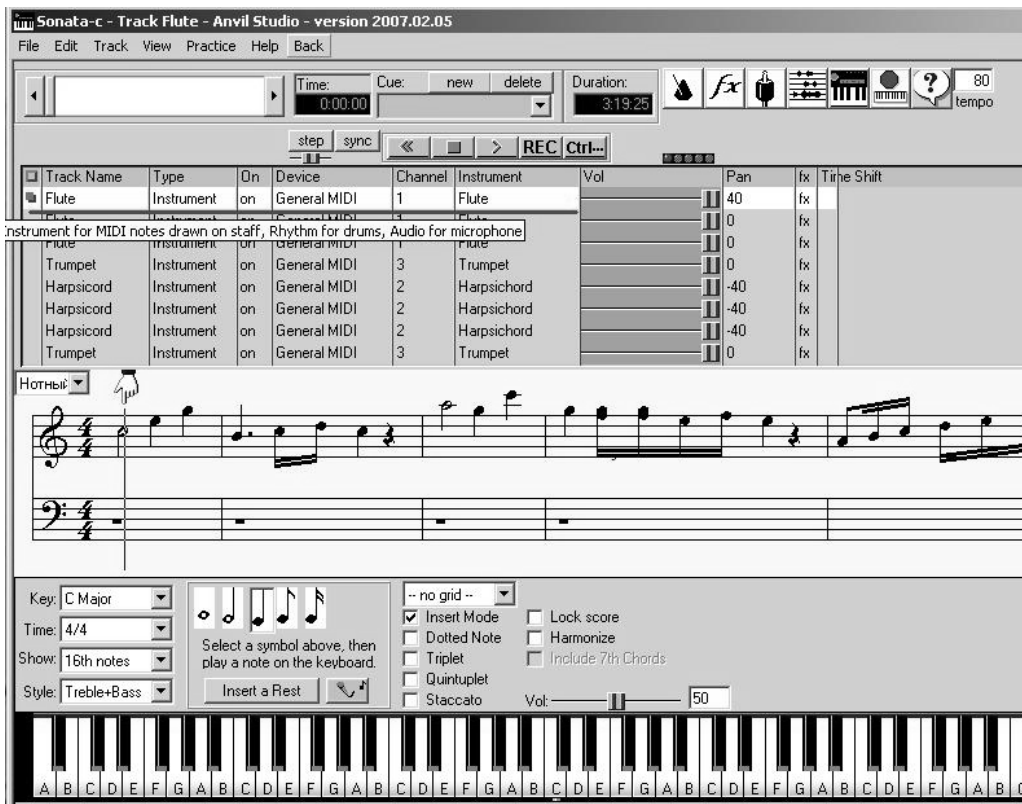 Sonata-c - Track Flute - Anvil Studio - version 2007.02.05
File Edit Track View Practice Help Back
Time: Cue: new delete Duration: 80
0:00:00 3:19:25 tempo
fx ?
step sync REC Ctrl...
Track Name Type On Device Channel Instrument Vol Pan fx Time Shift
Flute Instrument on General MIDI 1 Flute 40 fx
Instrument 0 fx
Instrument for MIDI notes drawn on staff, Rhythm for drums, Audio for microphone
Flute Instrument on General MIDI 1 Flute 0 fx
Trumpet Instrument on General MIDI 3 Trumpet 0 fx
Harpsicord Instrument on General MIDI 2 Harpsichord -40 fx
Harpsicord Instrument on General MIDI 2 Harpsichord -40 fx
Harpsicord Instrument on General MIDI 2 Harpsichord -40 fx
Trumpet Instrument on General MIDI 3 Trumpet 0 fx
4 4
4 4
Key: C Major
Time: 4/4
Show: 16th notes
Style: Treble+Bass
Select a symbol above, then
play a note on the keyboard.
Insert a Rest
-- no grid --
Insert Mode Lock score
Dotted Note Harmonize
Triplet Include 7th Chords
Quintuplet
Staccato Vol: 50
A B C D E F G A B C D E F G A B C D E F G A B C D E F G A B C D E F G A B C D E F G A B